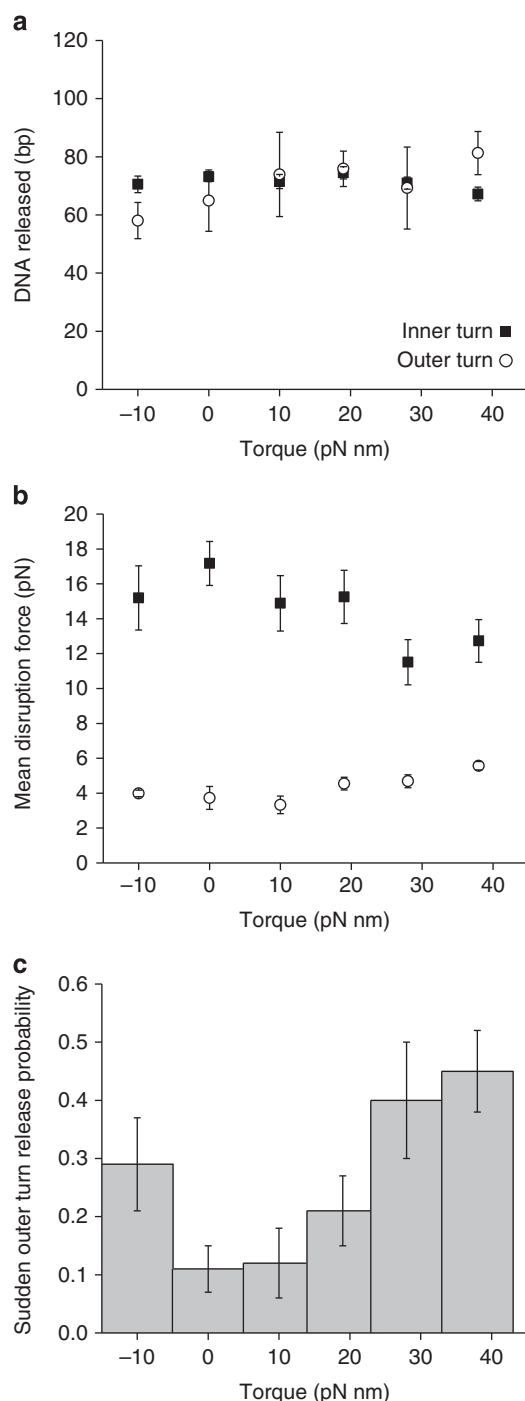 a
120
100
80
60
40
20
0
DNA released (bp)
Inner turn
Outer turn
–10 0 10 20 30 40
Torque (pN nm)
b
20
18
16
14
12
10
8
6
4
2
0
Mean disruption force (pN)
–10 0 10 20 30 40
Torque (pN nm)
c
0.6
0.5
0.4
0.3
0.2
0.1
0.0
Sudden outer turn release probability
–10 0 10 20 30 40
Torque (pN nm)